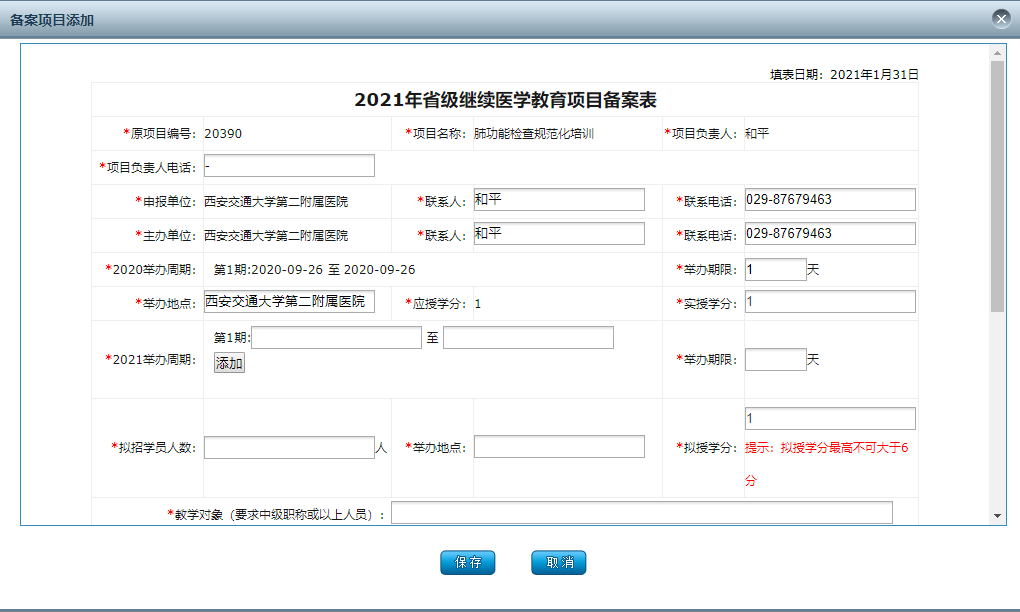 备案项目添加
填表日期：2021年1月31日
2021年省级继续医学教育项目备案表
*原项目编号: 20390 *项目名称: 肺功能检查规范化培训 *项目负责人: 和平
*项目负责人电话: -
*申报单位: 西安交通大学第二附属医院 *联系人: 和平 *联系电话: 029-87679463
*主办单位: 西安交通大学第二附属医院 *联系人: 和平 *联系电话: 029-87679463
*2020举办周期: 第1期:2020-09-26 至 2020-09-26 *举办期限: 1 天
*举办地点: 西安交通大学第二附属医院 *应授学分: 1 *实授学分: 1
第1期: 至
*2021举办周期: *举办期限: 天
添加
1
*拟招学员人数: 人 *举办地点: *拟授学分: 提示：拟授学分最高不可大于6
分
*教学对象（要求中级职称或以上人员）:
保存 取消